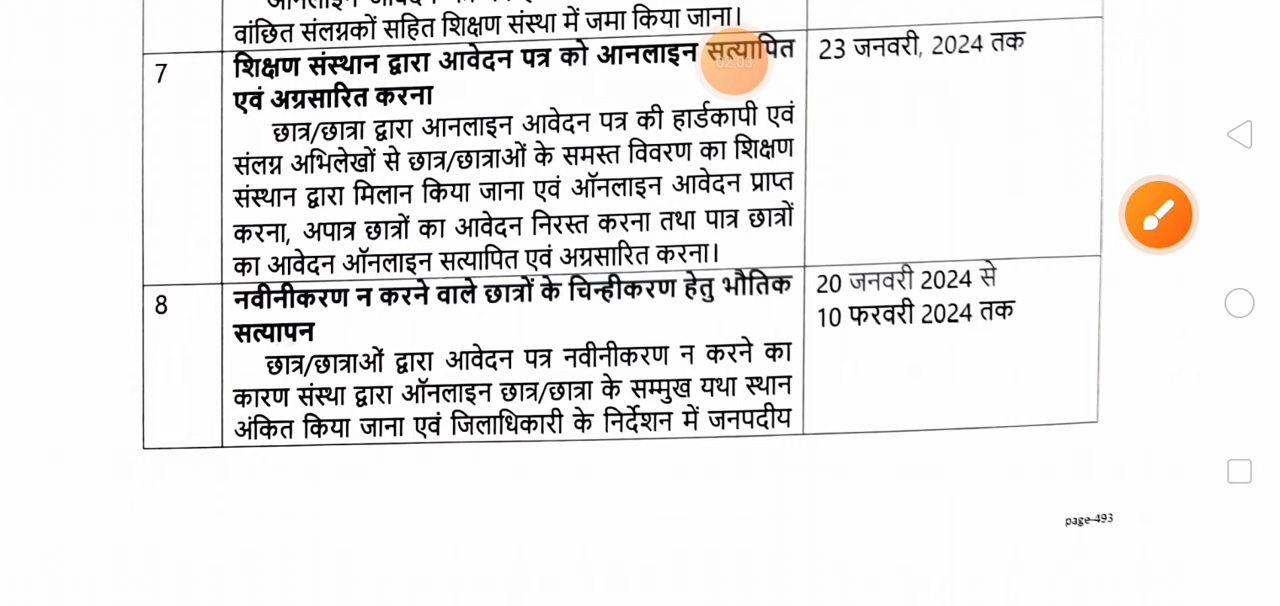 वांछित संलग्नकों सहित शिक्षण संस्था में जमा किया जाना।
7
शिक्षण संस्थान द्वारा आवेदन पत्र को आनलाइन सत्यापित
एवं अग्रसारित करना
23 जनवरी, 2024 तक
छात्र/छात्रा द्वारा आनलाइन आवेदन पत्र की हार्डकापी एवं
संलग्न अभिलेखों से छात्र/छात्राओं के समस्त विवरण का शिक्षण
संस्थान द्वारा मिलान किया जाना एवं ऑनलाइन आवेदन प्राप्त
करना, अपात्र छात्रों का आवेदन निरस्त करना तथा पात्र छात्रों
का आवेदन ऑनलाइन सत्यापित एवं अग्रसारित करना।
8
नवीनीकरण न करने वाले छात्रों के चिन्हीकरण हेतु भौतिक
सत्यापन
20 जनवरी 2024 से
10 फरवरी 2024 तक
छात्र/छात्राओं द्वारा आवेदन पत्र नवीनीकरण न करने का
कारण संस्था द्वारा ऑनलाइन छात्र/छात्रा के सम्मुख यथा स्थान
अंकित किया जाना एवं जिलाधिकारी के निर्देशन में जनपदीय
page-493
02:03